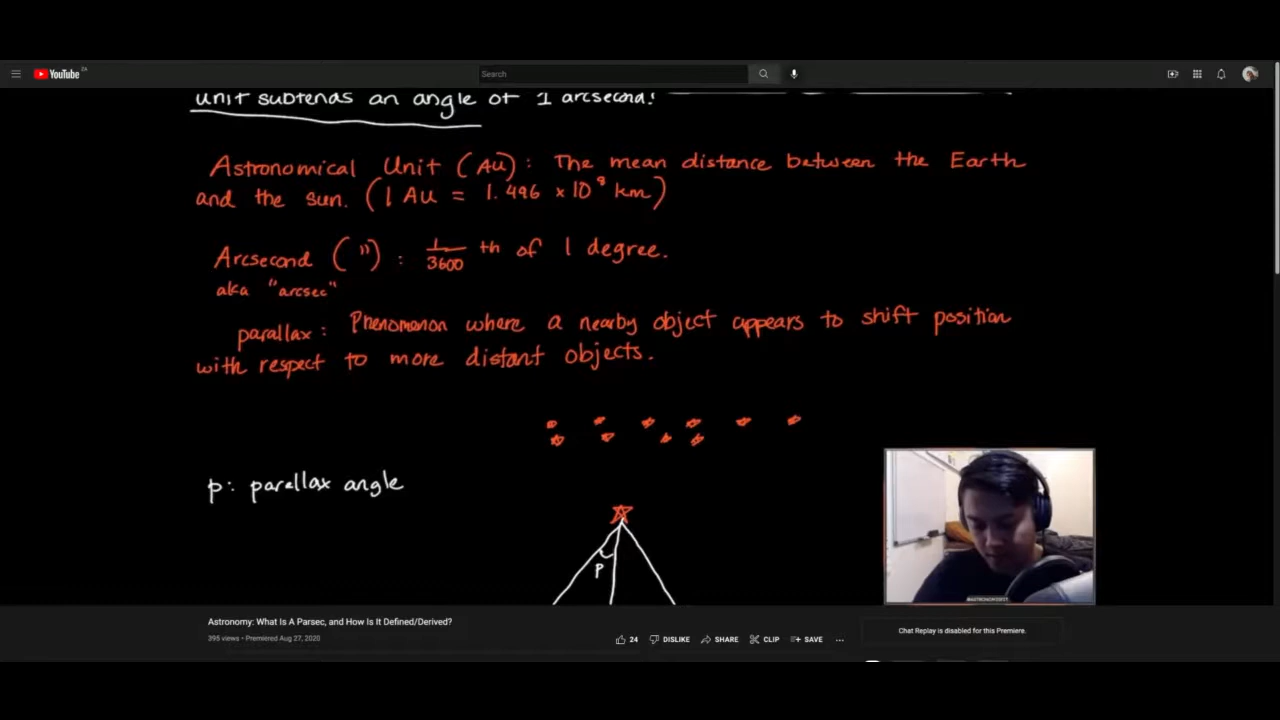 YouTube ZA
Search
unit subtends an angle of 1 arcsecond.
Astronomical Unit (AU): The mean distance between the Earth
and the sun. (1 AU = 1.496 × 10⁸ km)
Arcsecond ( " ) : 1/3600 th of 1 degree.
aka "arcsec"
parallax: Phenomenon where a nearby object appears to shift position
with respect to more distant objects.
p: parallax angle
P
Astronomy: What Is A Parsec, and How Is It Defined/Derived?
395 views • Premiered Aug 27, 2020
24 DISLIKE SHARE CLIP SAVE ...
Chat Replay is disabled for this Premiere.